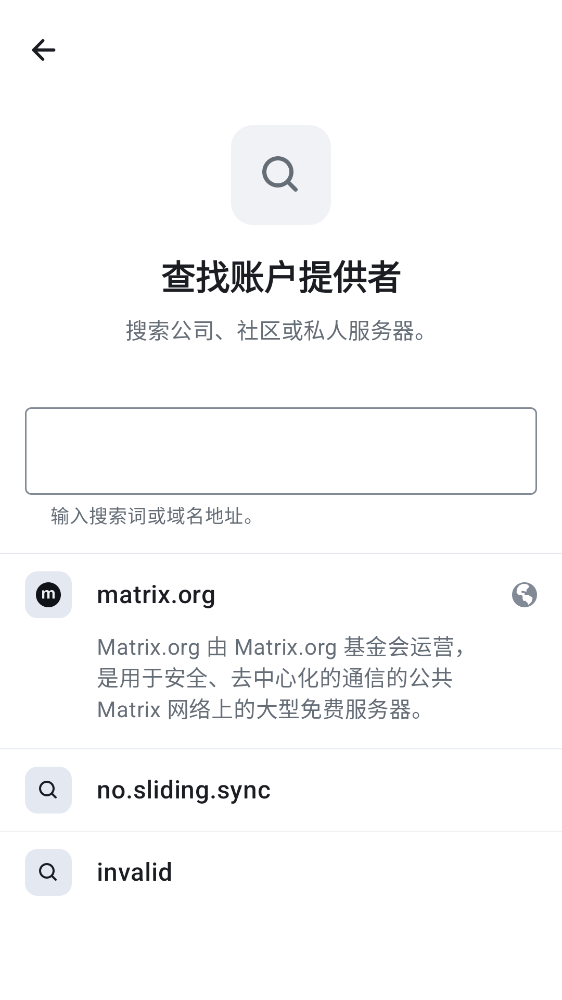 查找账户提供者
搜索公司、社区或私人服务器。
输入搜索词或域名地址。
m
matrix.org
Matrix.org 由 Matrix.org 基金会运营，
是用于安全、去中心化的通信的公共
Matrix 网络上的大型免费服务器。
no.sliding.sync
invalid